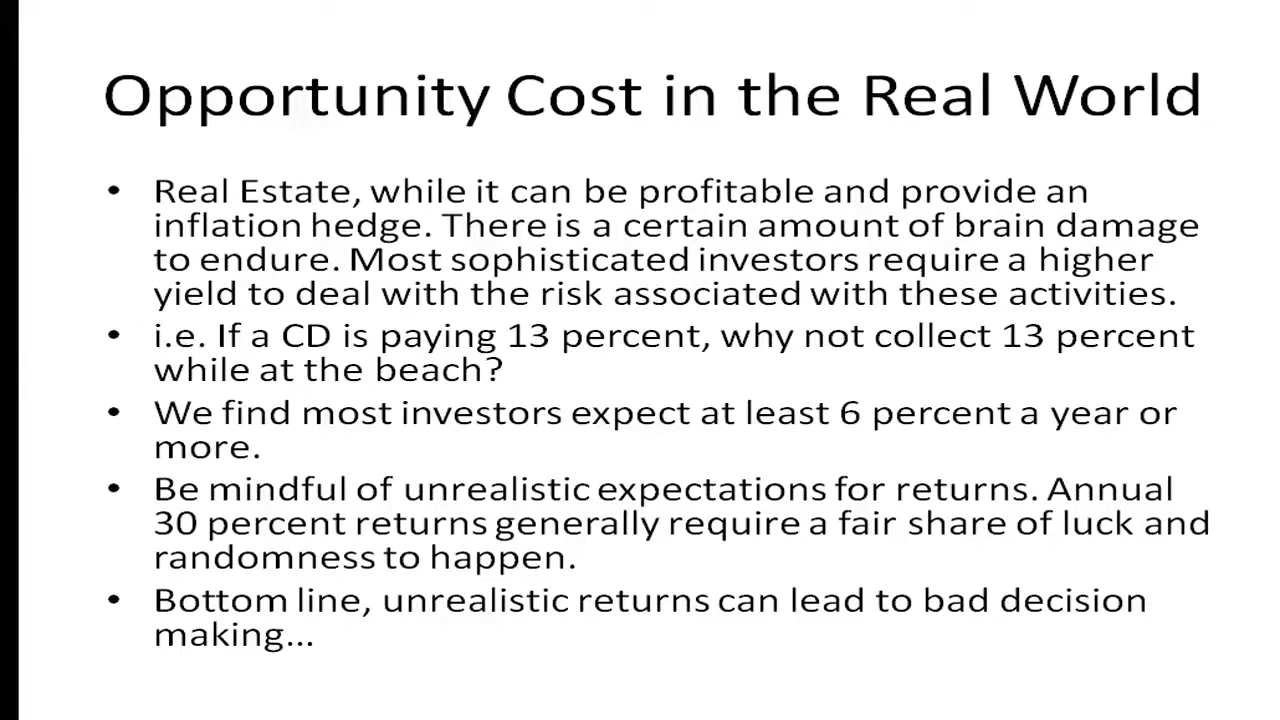 Opportunity Cost in the Real World
• Real Estate, while it can be profitable and provide an
inflation hedge. There is a certain amount of brain damage
to endure. Most sophisticated investors require a higher
yield to deal with the risk associated with these activities.
• i.e. If a CD is paying 13 percent, why not collect 13 percent
while at the beach?
• We find most investors expect at least 6 percent a year or
more.
• Be mindful of unrealistic expectations for returns. Annual
30 percent returns generally require a fair share of luck and
randomness to happen.
• Bottom line, unrealistic returns can lead to bad decision
making...